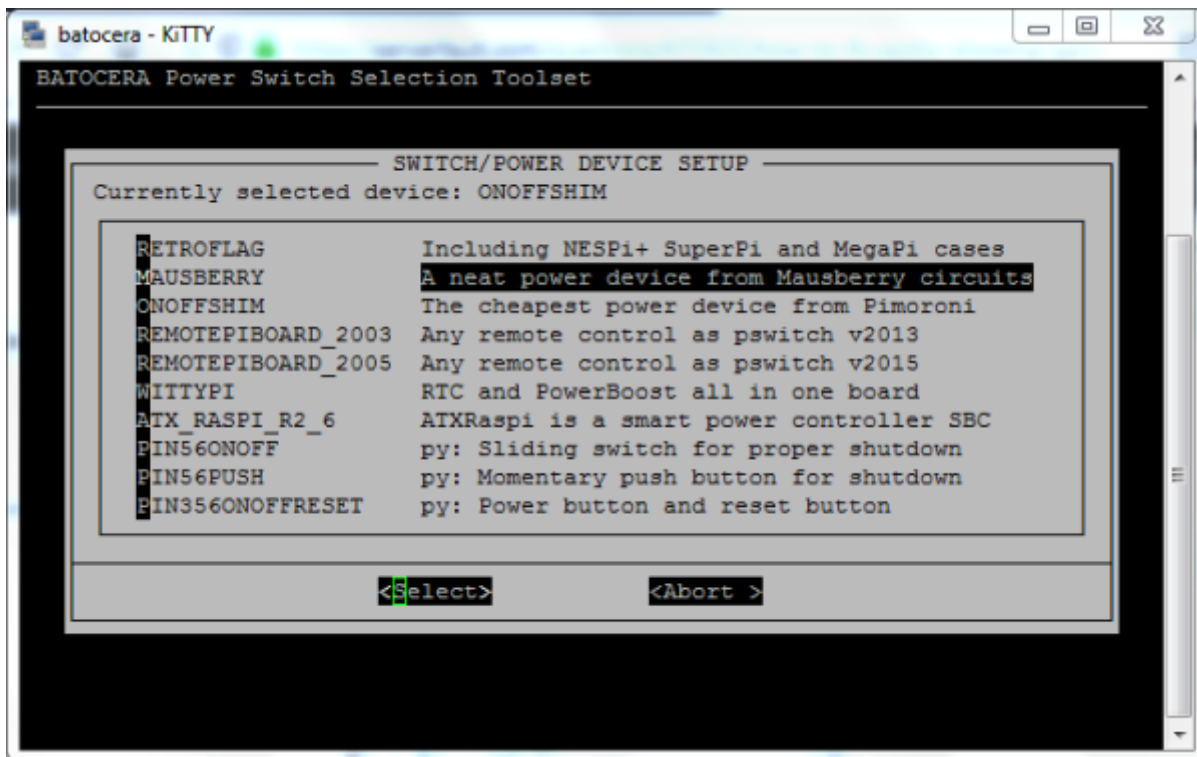 batocera - KiTTY
BATOCERA Power Switch Selection Toolset
SWITCH/POWER DEVICE SETUP
Currently selected device: ONOFFSHIM
RETROFLAG Including NESPi+ SuperPi and MegaPi cases
MAUSBERRY A neat power device from Mausberry circuits
ONOFFSHIM The cheapest power device from Pimoroni
REMOTEPIBOARD_2003 Any remote control as pswitch v2013
REMOTEPIBOARD_2005 Any remote control as pswitch v2015
WITTYPI RTC and PowerBoost all in one board
ATX_RASPI_R2_6 ATXRaspi is a smart power controller SBC
PIN56ONOFF py: Sliding switch for proper shutdown
PIN56PUSH py: Momentary push button for shutdown
PIN356ONOFFRESET py: Power button and reset button
<Select> <Abort >